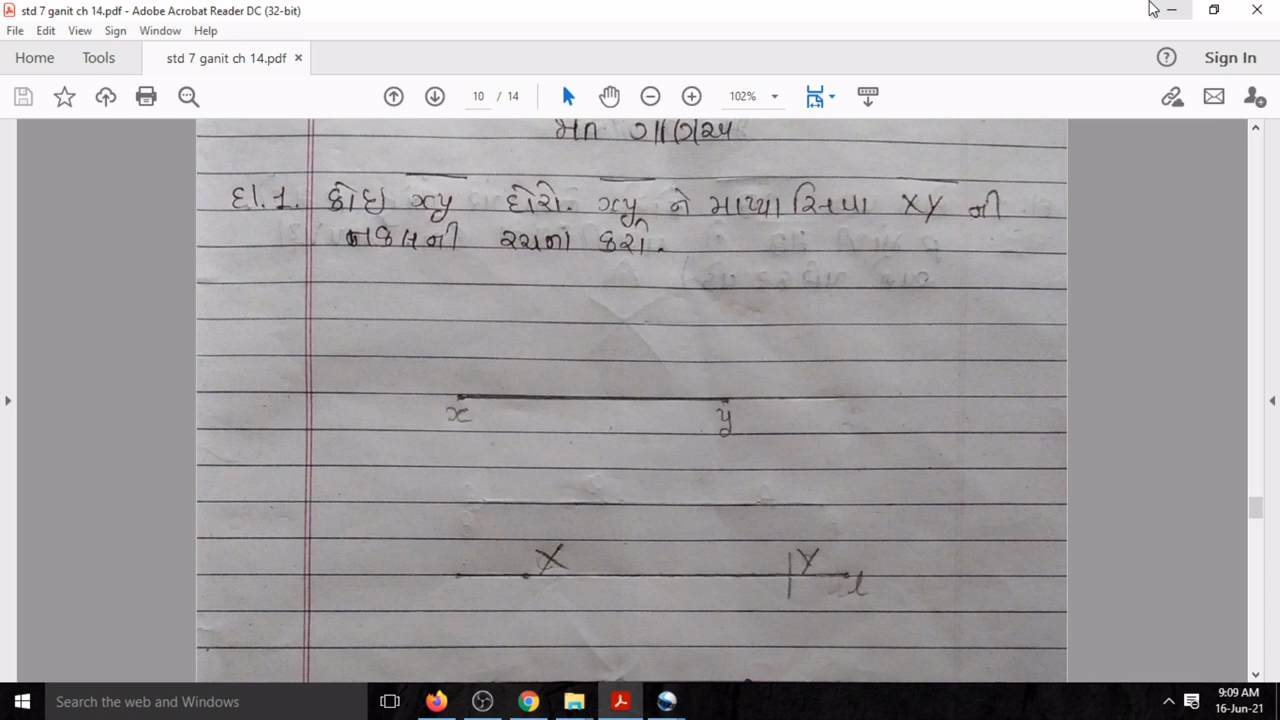 std 7 ganit ch 14.pdf - Adobe Acrobat Reader DC (32-bit)
File Edit View Sign Window Help
Home Tools std 7 ganit ch 14.pdf × Sign In
10 / 14 102%
દા.1. કોઇ xy દોરો. xy ને માપ્યા સિવાય XY ની
નકલની રચના કરો.
x y
X Y l
Search the web and Windows
9:09 AM
16-Jun-21